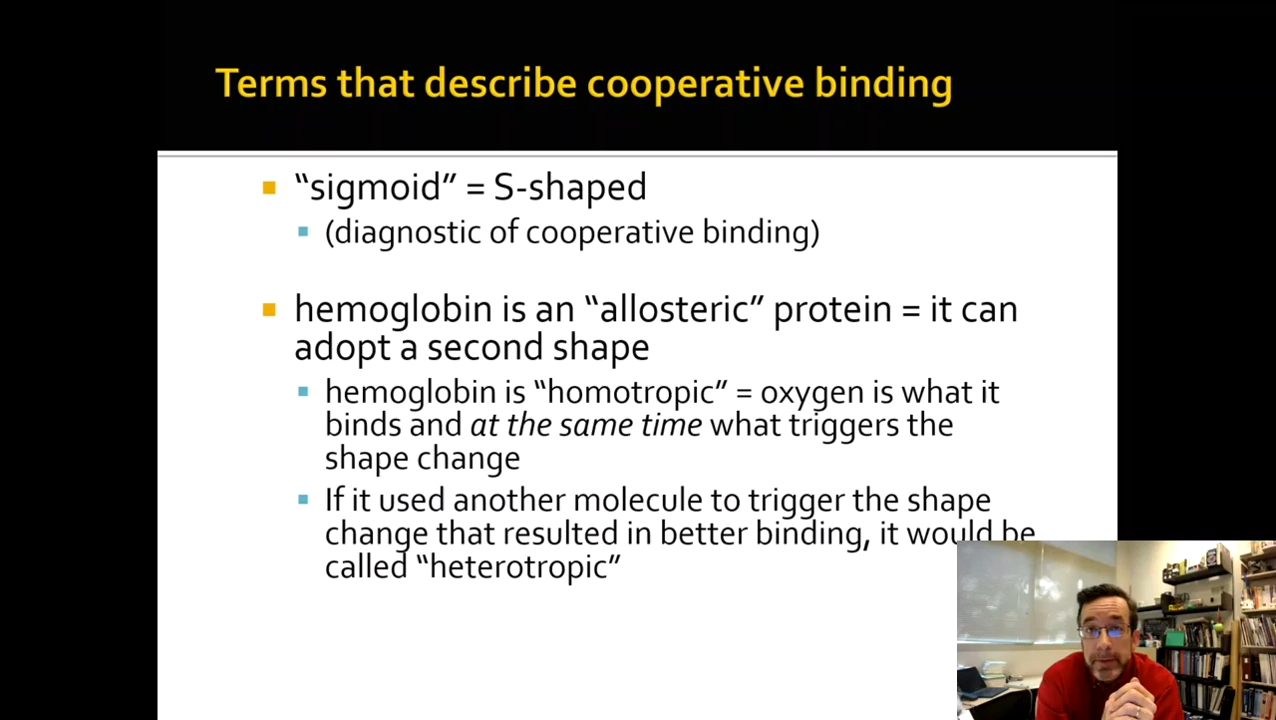 Terms that describe cooperative binding
“sigmoid” = S-shaped
(diagnostic of cooperative binding)
hemoglobin is an “allosteric” protein = it can
adopt a second shape
hemoglobin is “homotropic” = oxygen is what it
binds and at the same time what triggers the
shape change
If it used another molecule to trigger the shape
change that resulted in better binding, it would be
called “heterotropic”